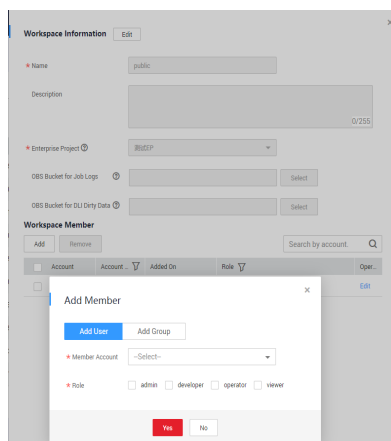 Workspace Information Edit
* Name public
Description
0/255
* Enterprise Project 测试EP
OBS Bucket for Job Logs Select
OBS Bucket for DLI Dirty Data Select
Workspace Member
Add Remove Search by account.
Account Account .. Added On Role Oper...
Edit
Add Member
Add User Add Group
* Member Account --Select--
* Role admin developer operator viewer
Yes No